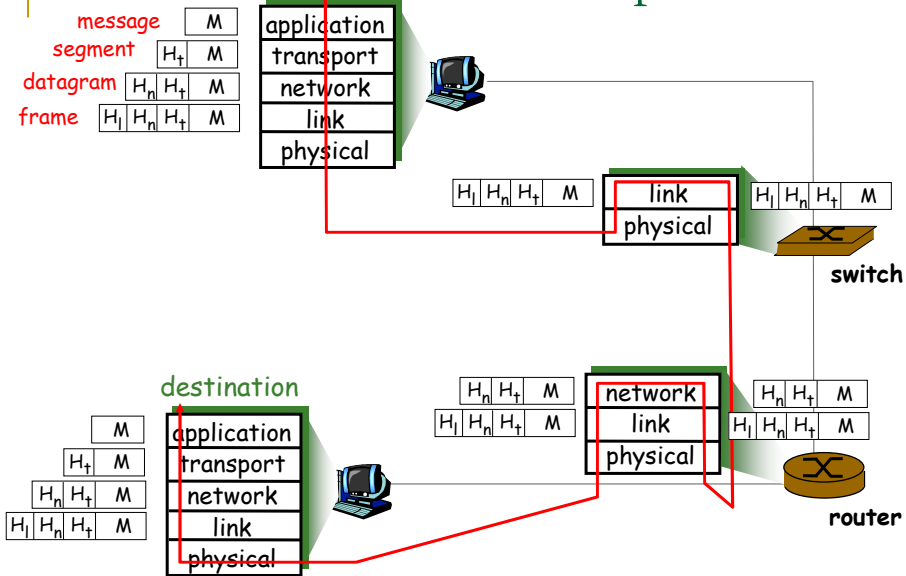 message M application
segment Hₜ M transport
datagram Hₙ Hₜ M network
frame Hₗ Hₙ Hₜ M link
physical
Hₗ Hₙ Hₜ M link Hₗ Hₙ Hₜ M
physical
switch
destination
Hₙ Hₜ M network Hₙ Hₜ M
Hₗ Hₙ Hₜ M link Hₗ Hₙ Hₜ M
physical
router
M application
Hₜ M transport
Hₙ Hₜ M network
Hₗ Hₙ Hₜ M link
physical